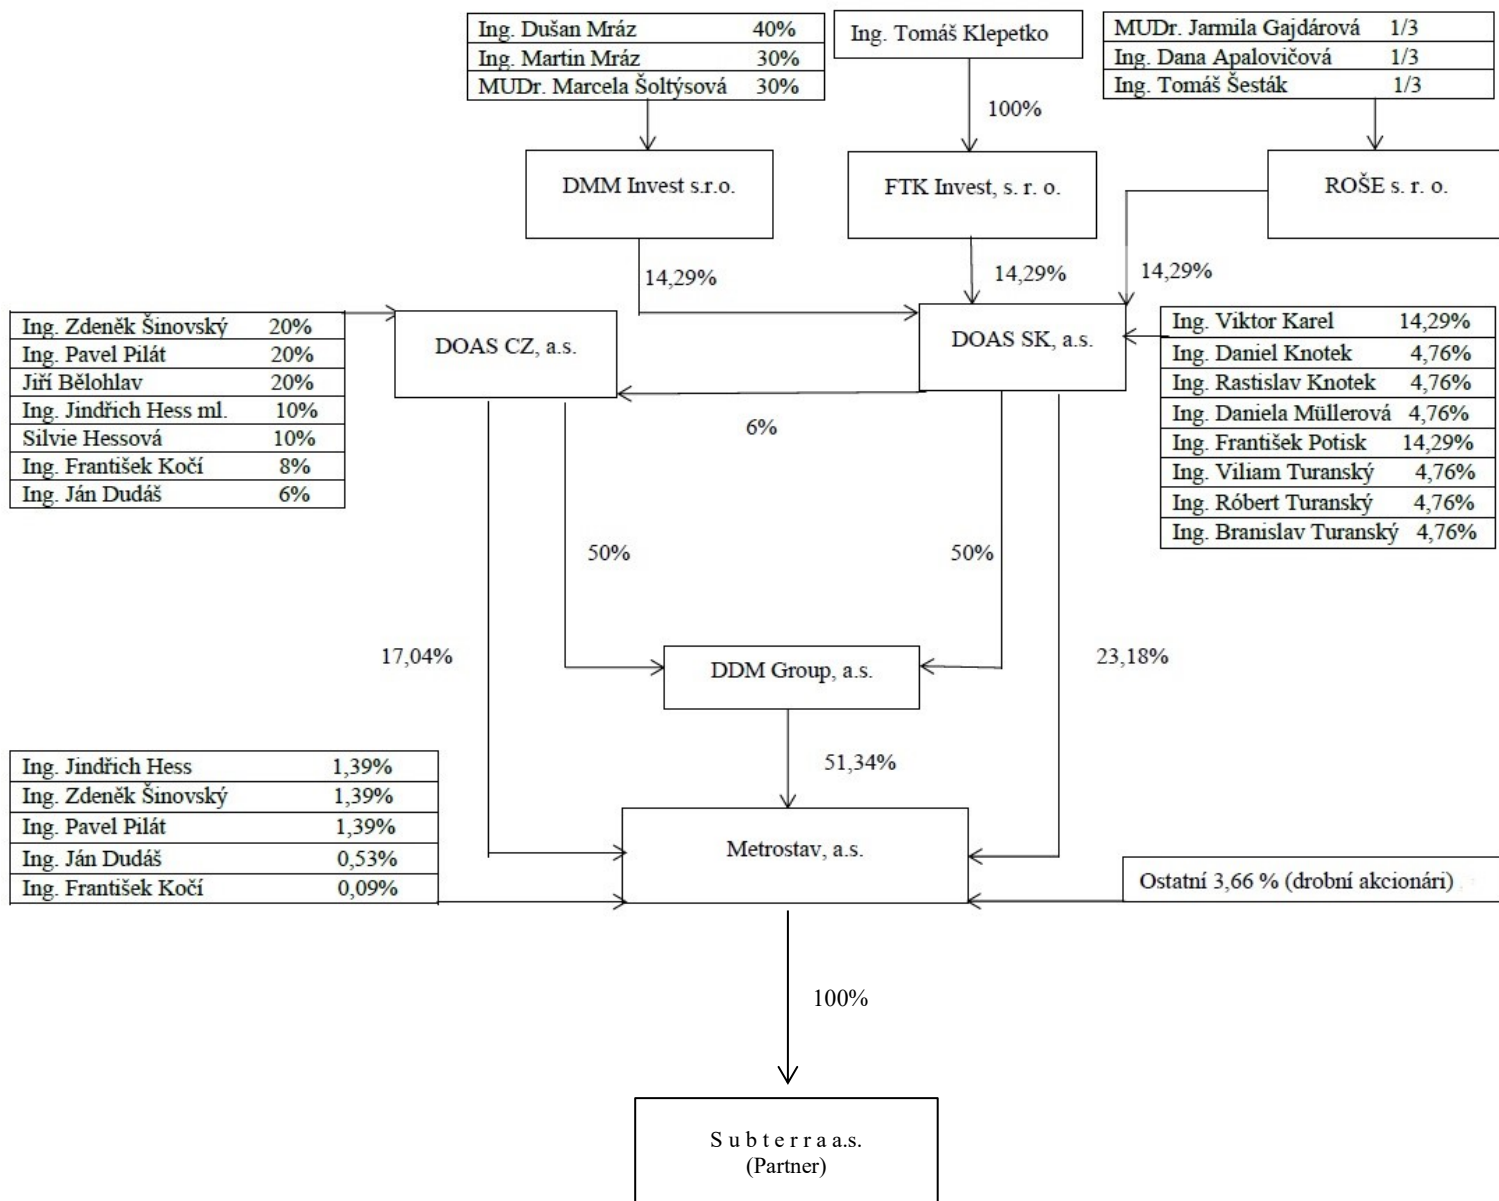 Ing. Dušan Mráz 40%
Ing. Martin Mráz 30%
MUDr. Marcela Šoltýsová 30%
Ing. Tomáš Klepetko
MUDr. Jarmila Gajdárová 1/3
Ing. Dana Apalovičová 1/3
Ing. Tomáš Šesták 1/3
100%
DMM Invest s.r.o.
FTK Invest, s. r. o.
ROŠE s. r. o.
14,29%
14,29%
14,29%
Ing. Zdeněk Šinovský 20%
Ing. Pavel Pilát 20%
Jiří Bělohlav 20%
Ing. Jindřich Hess ml. 10%
Silvie Hessová 10%
Ing. František Kočí 8%
Ing. Ján Dudáš 6%
DOAS CZ, a.s.
DOAS SK, a.s.
Ing. Viktor Karel 14,29%
Ing. Daniel Knotek 4,76%
Ing. Rastislav Knotek 4,76%
Ing. Daniela Müllerová 4,76%
Ing. František Potisk 14,29%
Ing. Viliam Turanský 4,76%
Ing. Róbert Turanský 4,76%
Ing. Branislav Turanský 4,76%
6%
50%
50%
17,04%
23,18%
DDM Group, a.s.
51,34%
Ing. Jindřich Hess 1,39%
Ing. Zdeněk Šinovský 1,39%
Ing. Pavel Pilát 1,39%
Ing. Ján Dudáš 0,53%
Ing. František Kočí 0,09%
Metrostav, a.s.
Ostatní 3,66 % (drobní akcionári)
100%
S u b t e r r a a.s.
(Partner)